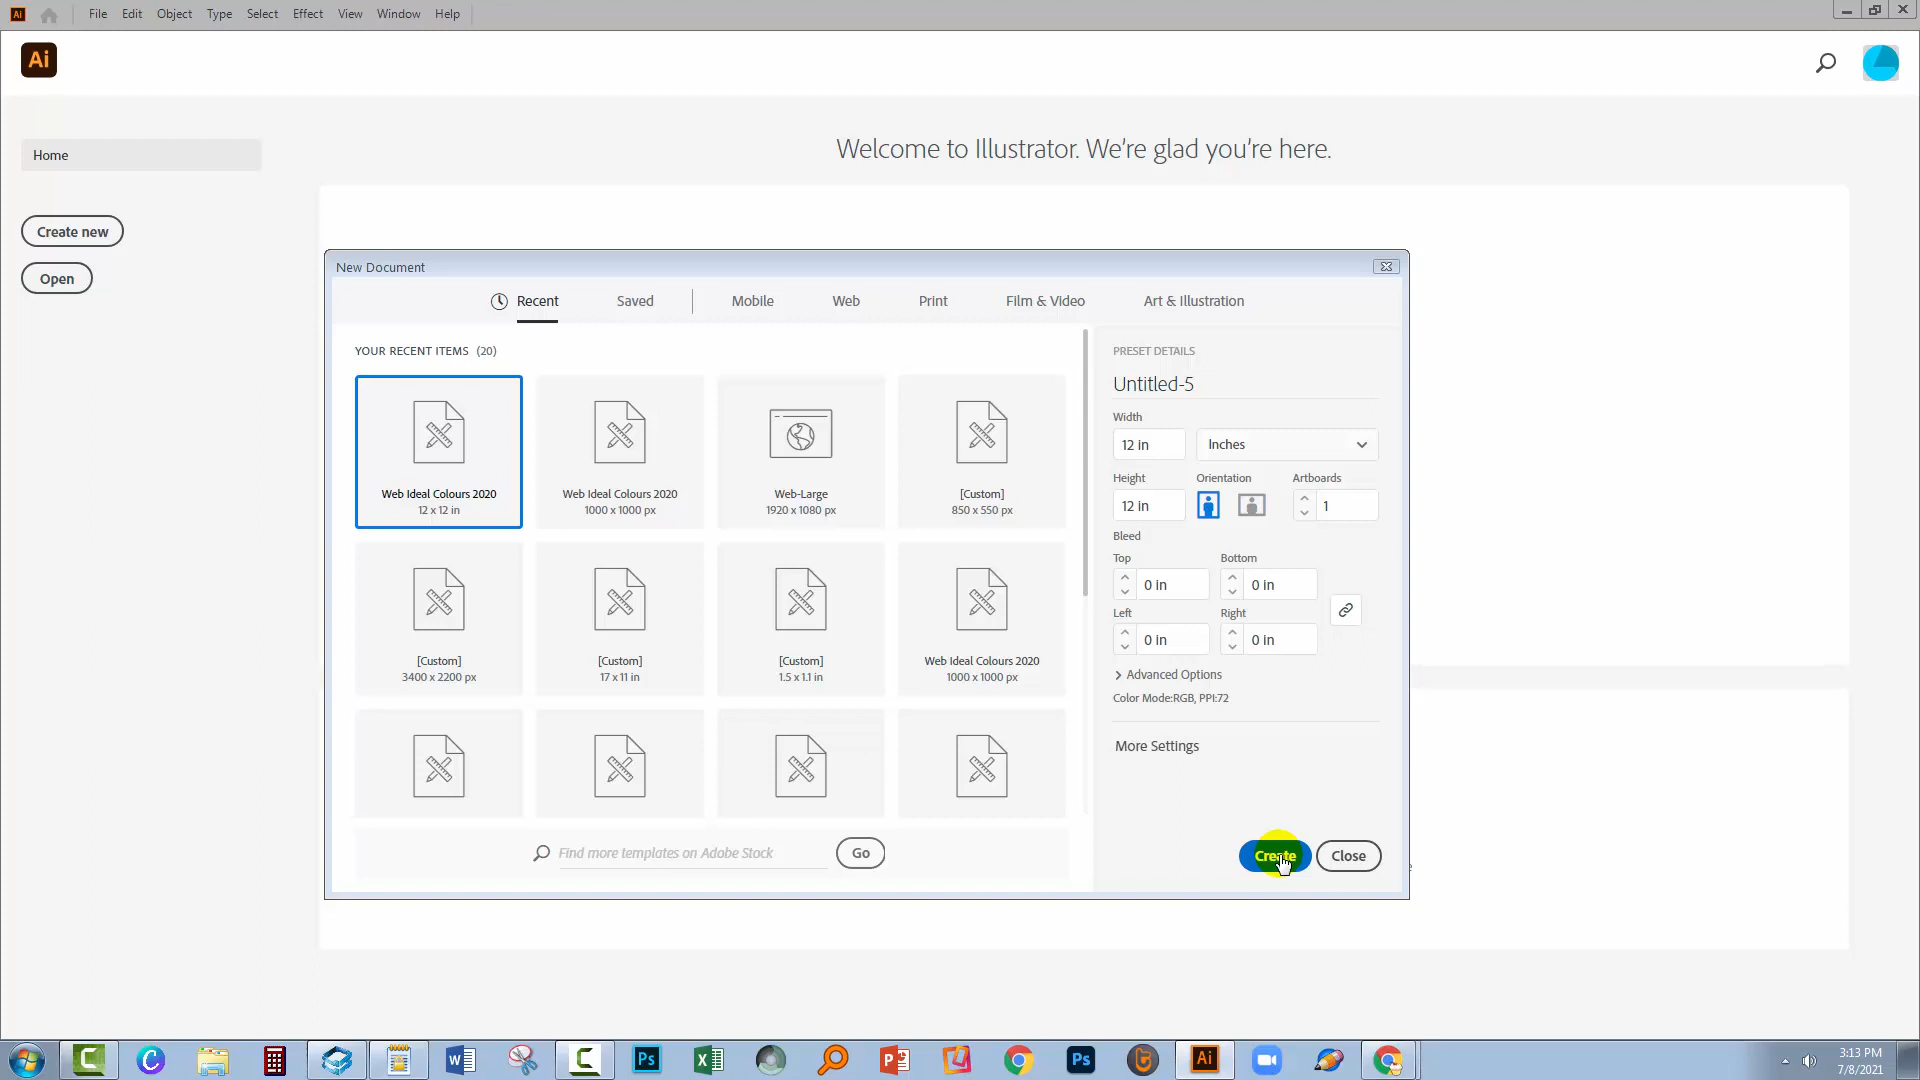 Ai File Edit Object Type Select Effect View Window Help
Ai
Home
Welcome to Illustrator. We're glad you're here.
Create new
Open
New Document
Recent Saved Mobile Web Print Film & Video Art & Illustration
YOUR RECENT ITEMS (20)
Web Ideal Colours 2020
12 x 12 in
Web Ideal Colours 2020
1000 x 1000 px
Web-Large
1920 x 1080 px
[Custom]
850 x 550 px
[Custom]
3400 x 2200 px
[Custom]
17 x 11 in
[Custom]
1.5 x 1.1 in
Web Ideal Colours 2020
1000 x 1000 px
Find more templates on Adobe Stock Go
PRESET DETAILS
Untitled-5
Width
12 in Inches
Height Orientation Artboards
12 in 1
Bleed
Top Bottom
0 in 0 in
Left Right
0 in 0 in
Advanced Options
Color Mode:RGB, PPI:72
More Settings
Create Close
Ps Ps Ai
3:13 PM
7/8/2021